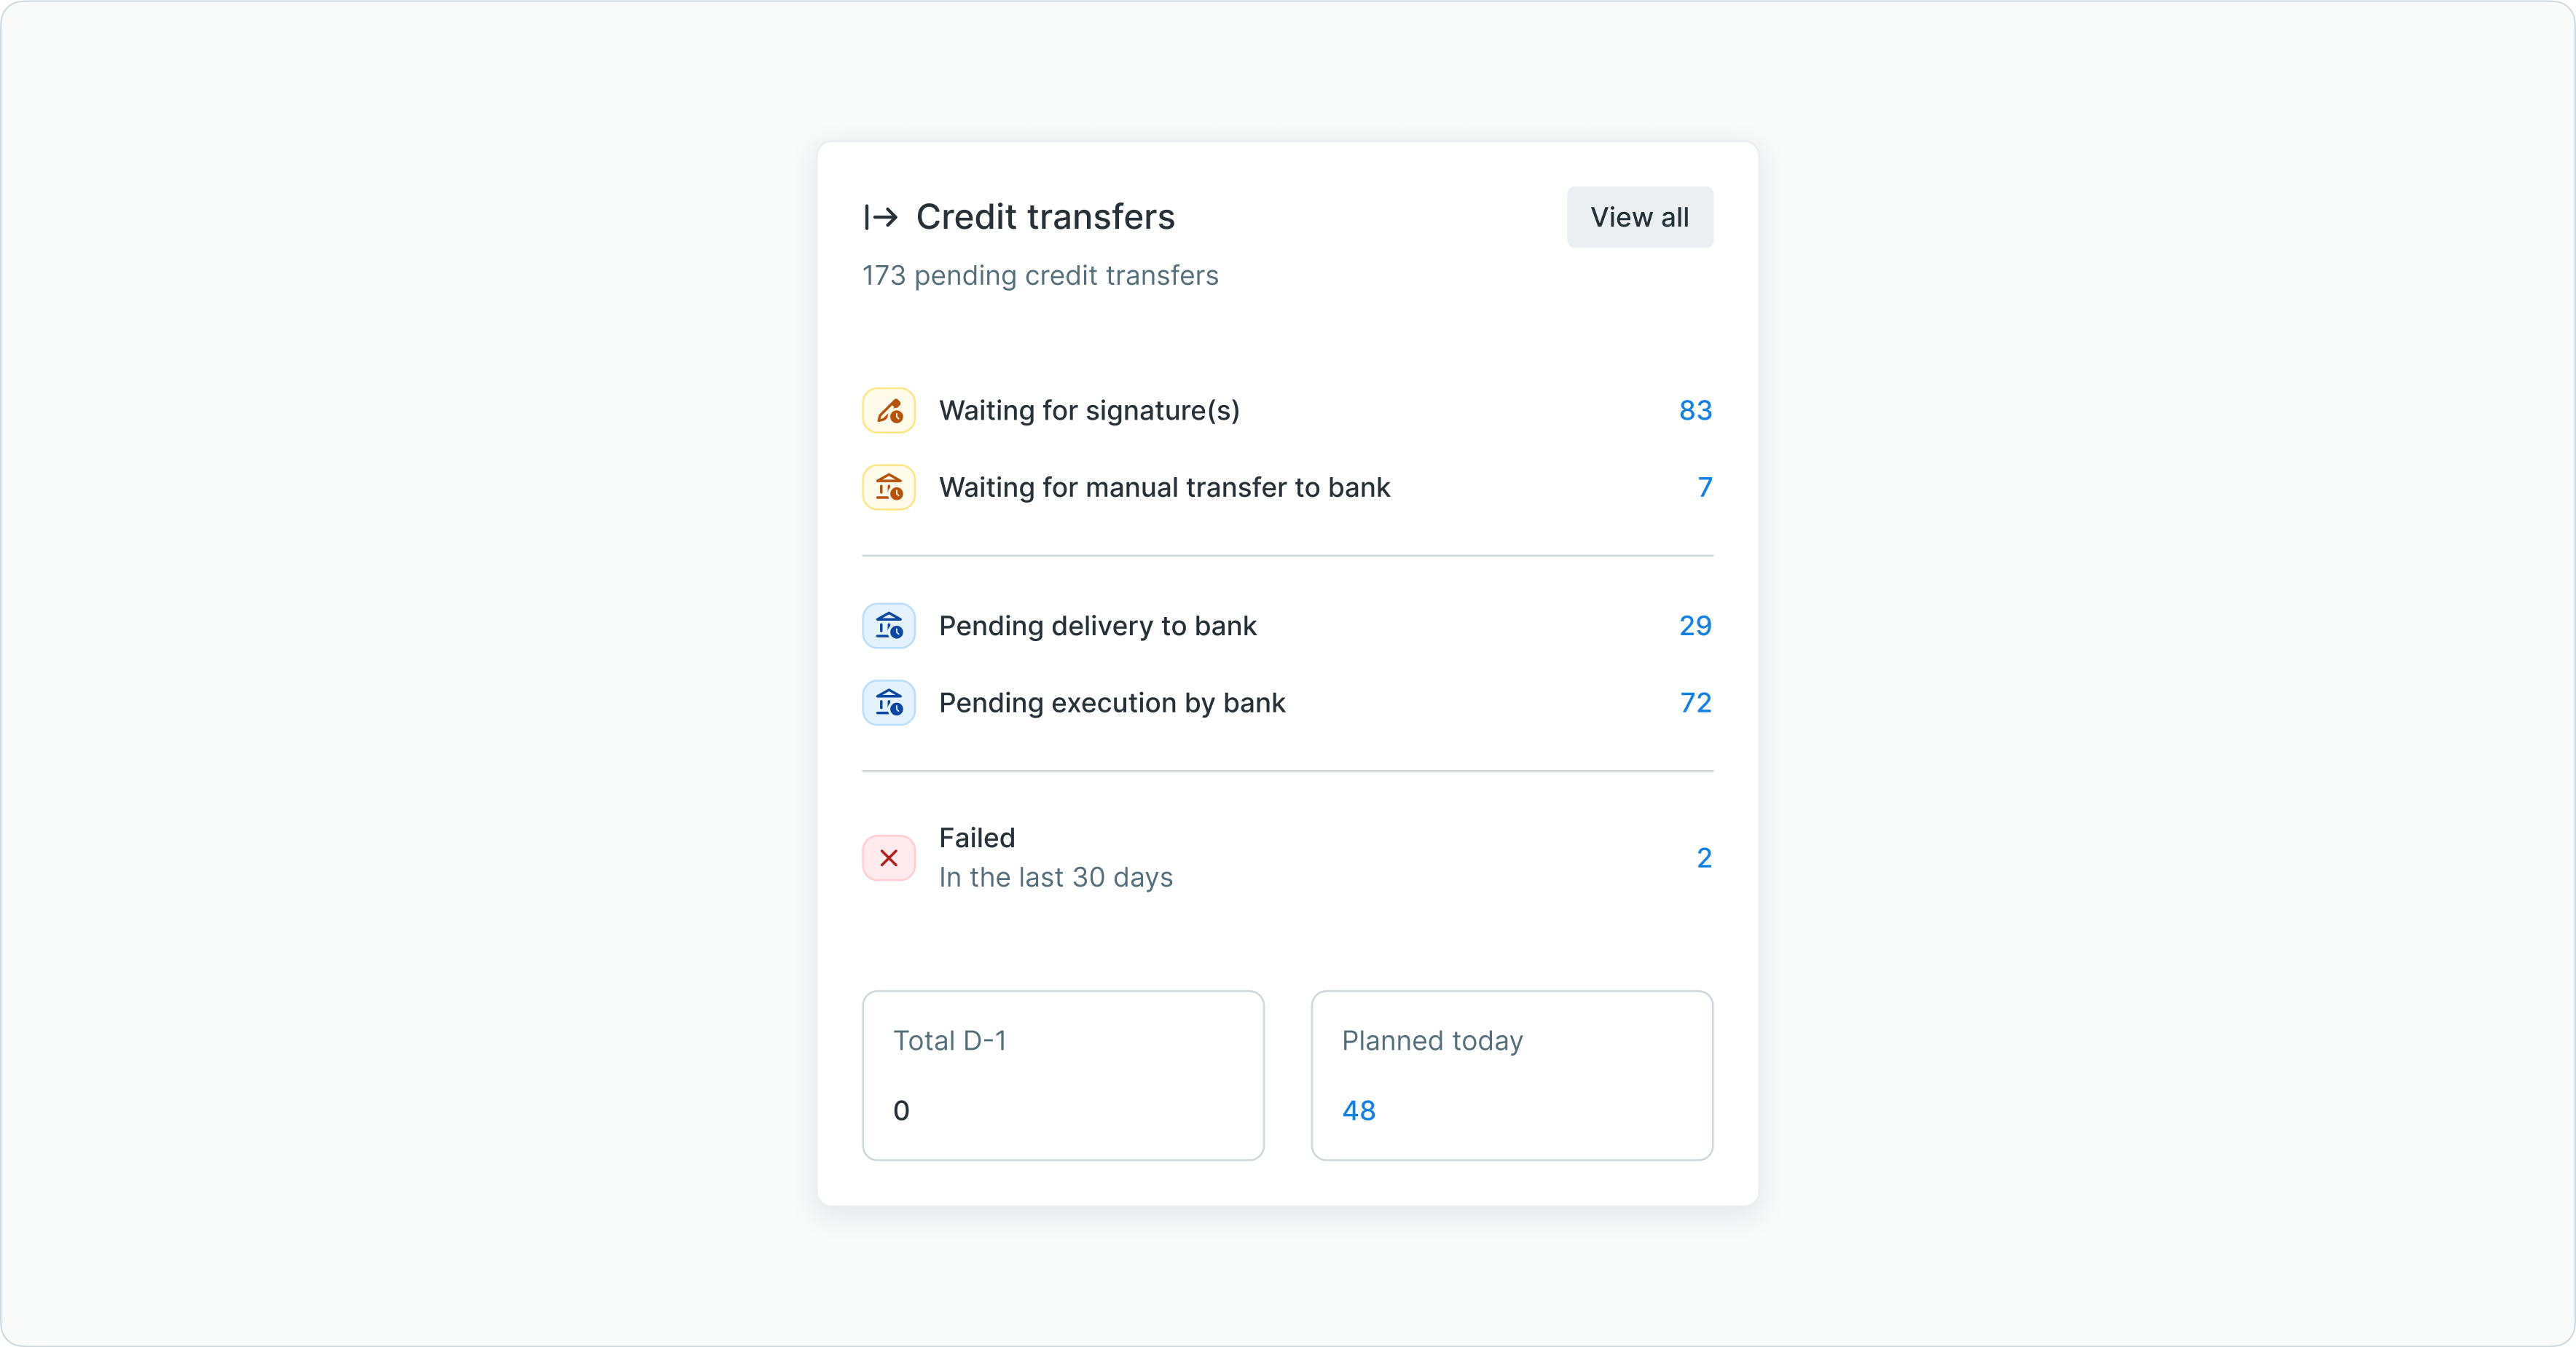 Credit transfers
View all
173 pending credit transfers
Waiting for signature(s)
83
Waiting for manual transfer to bank
7
Pending delivery to bank
29
Pending execution by bank
72
Failed
In the last 30 days
2
Total D-1
0
Planned today
48